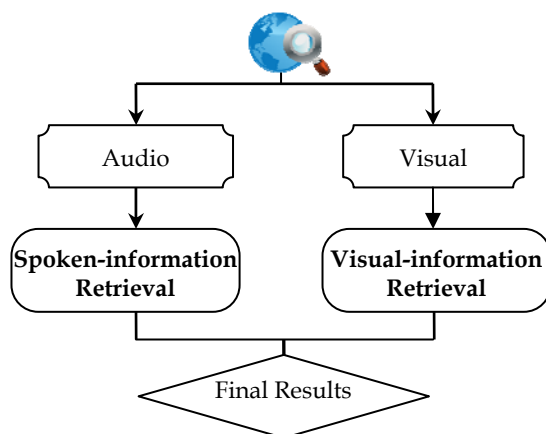 Audio
Visual
Spoken-information
Retrieval
Visual-information
Retrieval
Final Results